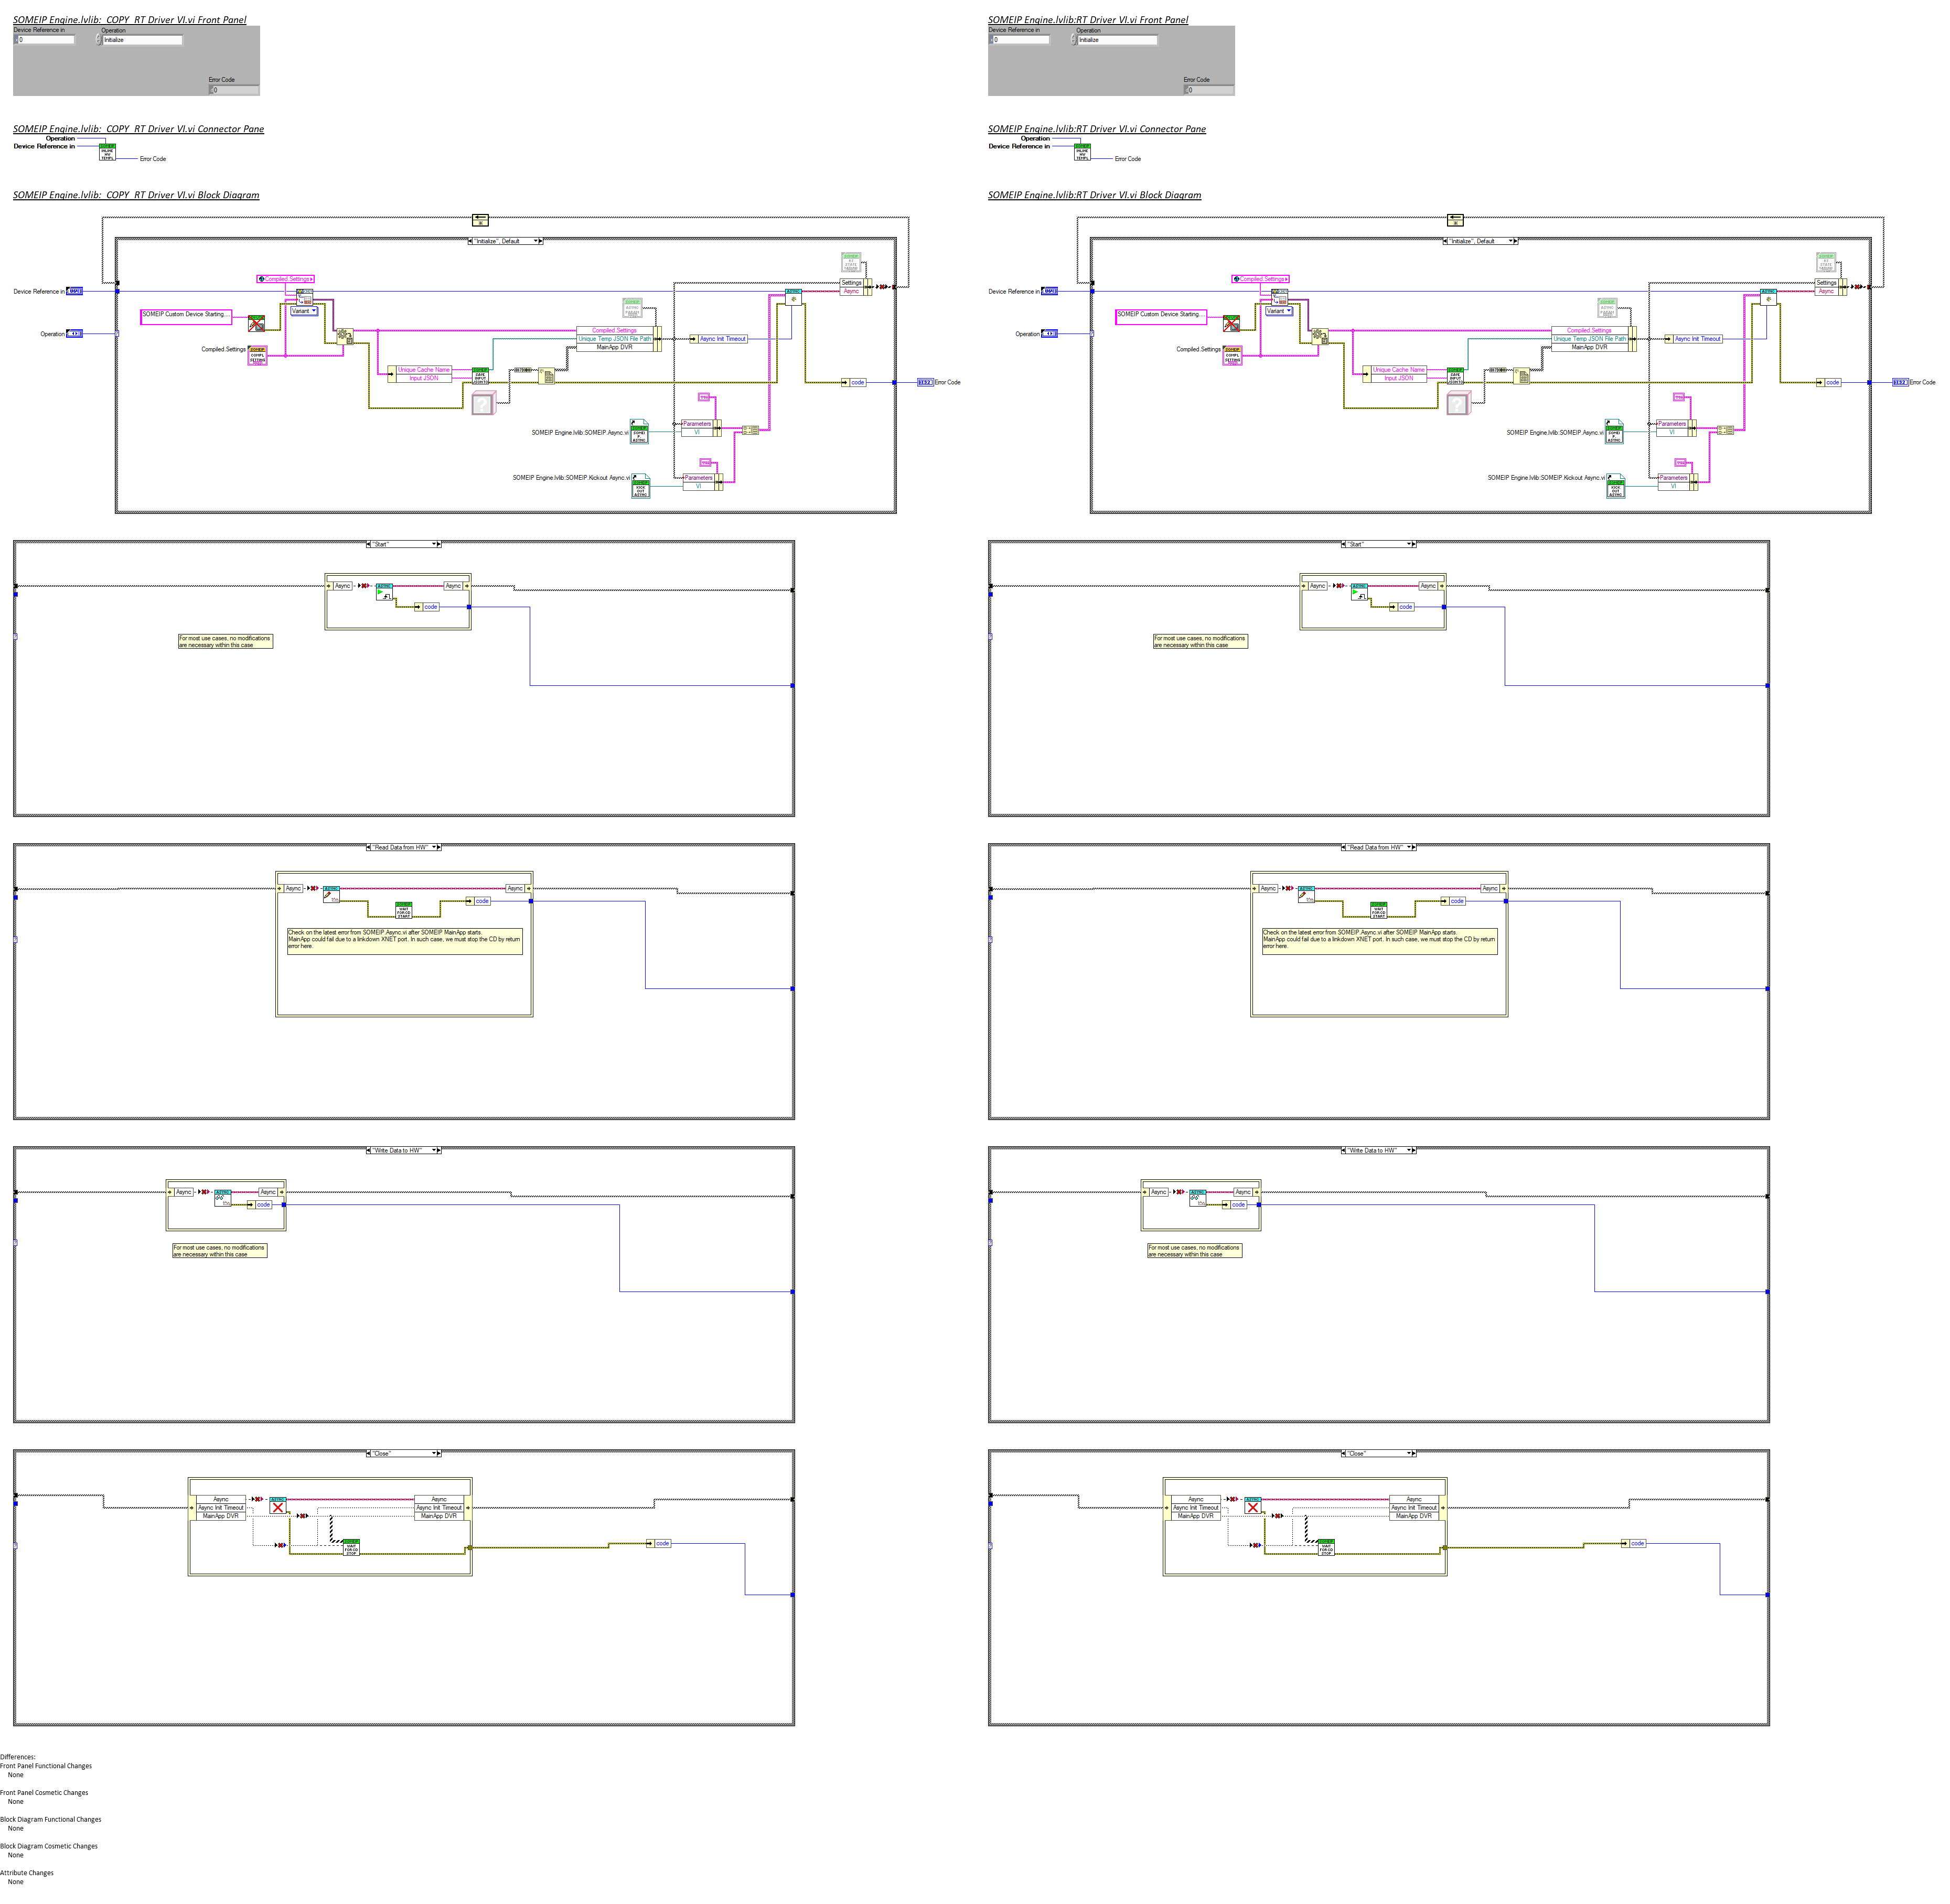 SOMEIP Engine.lvlib:  COPY  RT Driver VI.vi Front Panel
Device Reference in
Operation
0
Initialize
Error Code
0
SOMEIP Engine.lvlib:  COPY  RT Driver VI.vi Connector Pane
Operation
Device Reference in
Error Code
SOMEIP Engine.lvlib:  COPY  RT Driver VI.vi Block Diagram
"Initialize", Default
Compiled.Settings
Settings
Async
Device Reference in
Variant
SOMEIP Custom Device Starting...
Operation
Compiled.Settings
Unique Temp JSON File Path
MainApp DVR
Async Init Timeout
Compiled.Settings
Unique Cache Name
Input JSON
code
Error Code
Parameters
VI
SOMEIP Engine.lvlib:SOMEIP.Async.vi
Parameters
VI
SOMEIP Engine.lvlib:SOMEIP.Kickout Async.vi
"Start"
Async
Async
code
For most use cases, no modifications
are necessary within this case
"Read Data from HW"
Async
Async
code
WAIT
FOR CD
START
Check on the latest error from SOMEIP.Async.vi after SOMEIP MainApp starts.
MainApp could fail due to a linkdown XNET port. In such case, we must stop the CD by return
error here.
"Write Data to HW"
Async
Async
code
For most use cases, no modifications
are necessary within this case
"Close"
Async
Async
Async Init Timeout
Async Init Timeout
MainApp DVR
MainApp DVR
WAIT
FOR CD
STOP
code
SOMEIP Engine.lvlib:RT Driver VI.vi Front Panel
Device Reference in
Operation
0
Initialize
Error Code
0
SOMEIP Engine.lvlib:RT Driver VI.vi Connector Pane
Operation
Device Reference in
Error Code
SOMEIP Engine.lvlib:RT Driver VI.vi Block Diagram
"Initialize", Default
Compiled.Settings
Settings
Async
Device Reference in
Variant
SOMEIP Custom Device Starting...
Operation
Compiled.Settings
Unique Temp JSON File Path
MainApp DVR
Async Init Timeout
Compiled.Settings
Unique Cache Name
Input JSON
code
Error Code
Parameters
VI
SOMEIP Engine.lvlib:SOMEIP.Async.vi
Parameters
VI
SOMEIP Engine.lvlib:SOMEIP.Kickout Async.vi
"Start"
Async
Async
code
For most use cases, no modifications
are necessary within this case
"Read Data from HW"
Async
Async
code
WAIT
FOR CD
START
Check on the latest error from SOMEIP.Async.vi after SOMEIP MainApp starts.
MainApp could fail due to a linkdown XNET port. In such case, we must stop the CD by return
error here.
"Write Data to HW"
Async
Async
code
For most use cases, no modifications
are necessary within this case
"Close"
Async
Async
Async Init Timeout
Async Init Timeout
MainApp DVR
MainApp DVR
WAIT
FOR CD
STOP
code
Differences:
Front Panel Functional Changes
None
Front Panel Cosmetic Changes
None
Block Diagram Functional Changes
None
Block Diagram Cosmetic Changes
None
Attribute Changes
None